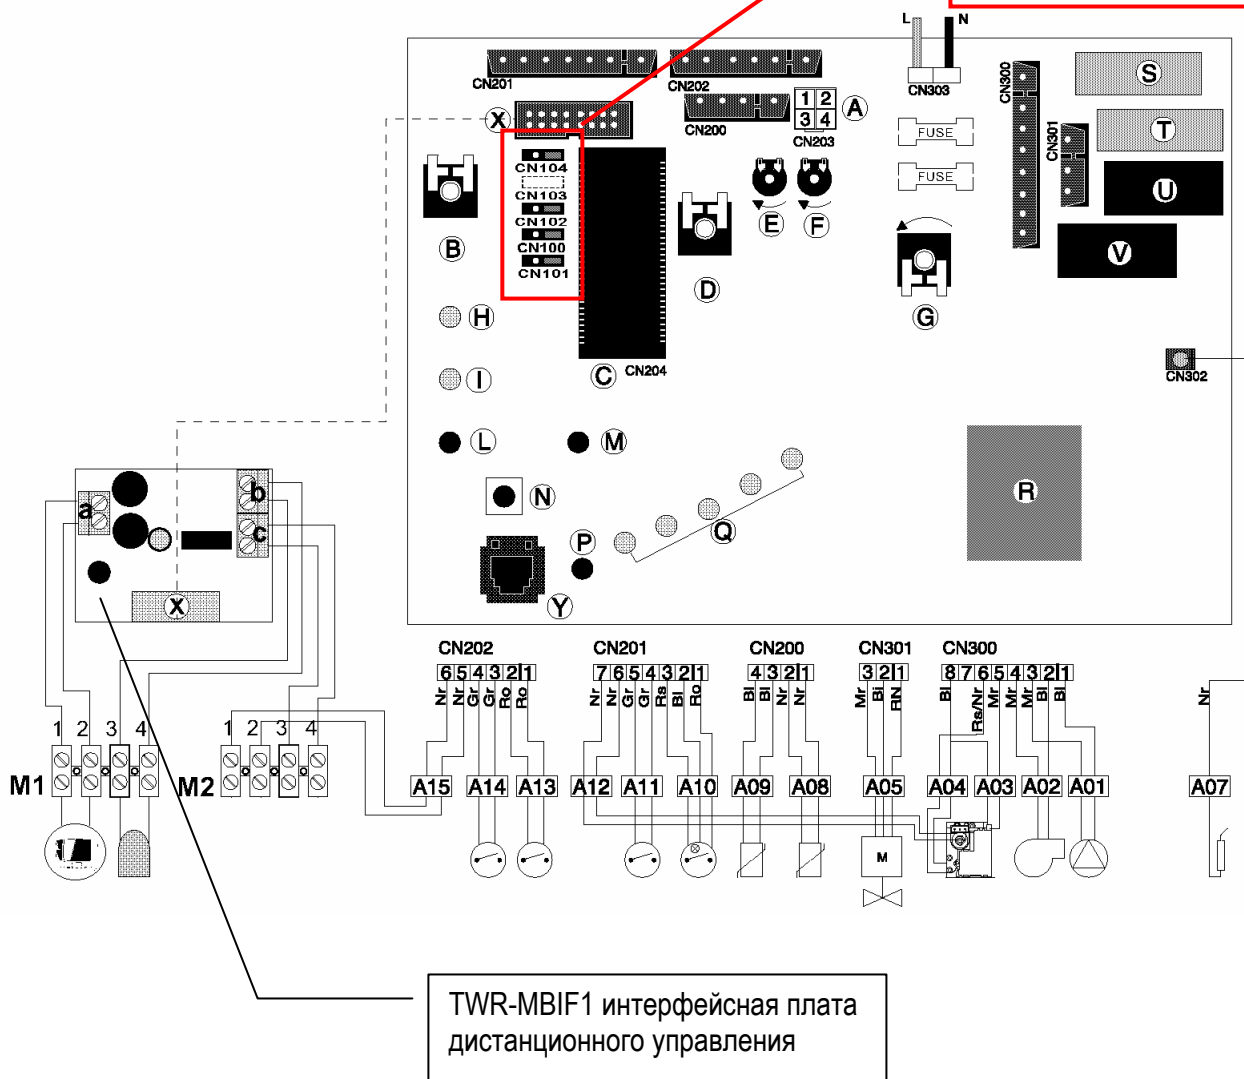 L N
CN201 CN202 CN303 CN300 S
X 1 2 A
3 4
CN200 CN203 FUSE CN301 T
CN104
CN103 FUSE
CN102 U
CN100
CN101
B E F V
D
G
H
I C CN204 CN302
L M
b
a R
N
c Q
P
X Y
CN202 CN201 CN200 CN301 CN300
6 5 4 3 2 1 7 6 5 4 3 2 1 4 3 2 1 3 2 1 8 7 6 5 4 3 2 1
Nr Nr Gr Gr Ro Ro Nr Nr Gr Gr Rs Bl Ro Bl Bl Nr Nr Mr Bi RN Bl Rs/Nr Mr Mr Mr Bl Bl Nr
1 2 3 4 1 2 3 4
M1 M2 A15 A14 A13 A12 A11 A10 A09 A08 A05 A04 A03 A02 A01 A07
M
TWR-MBIF1 интерфейсная плата
дистанционного управления